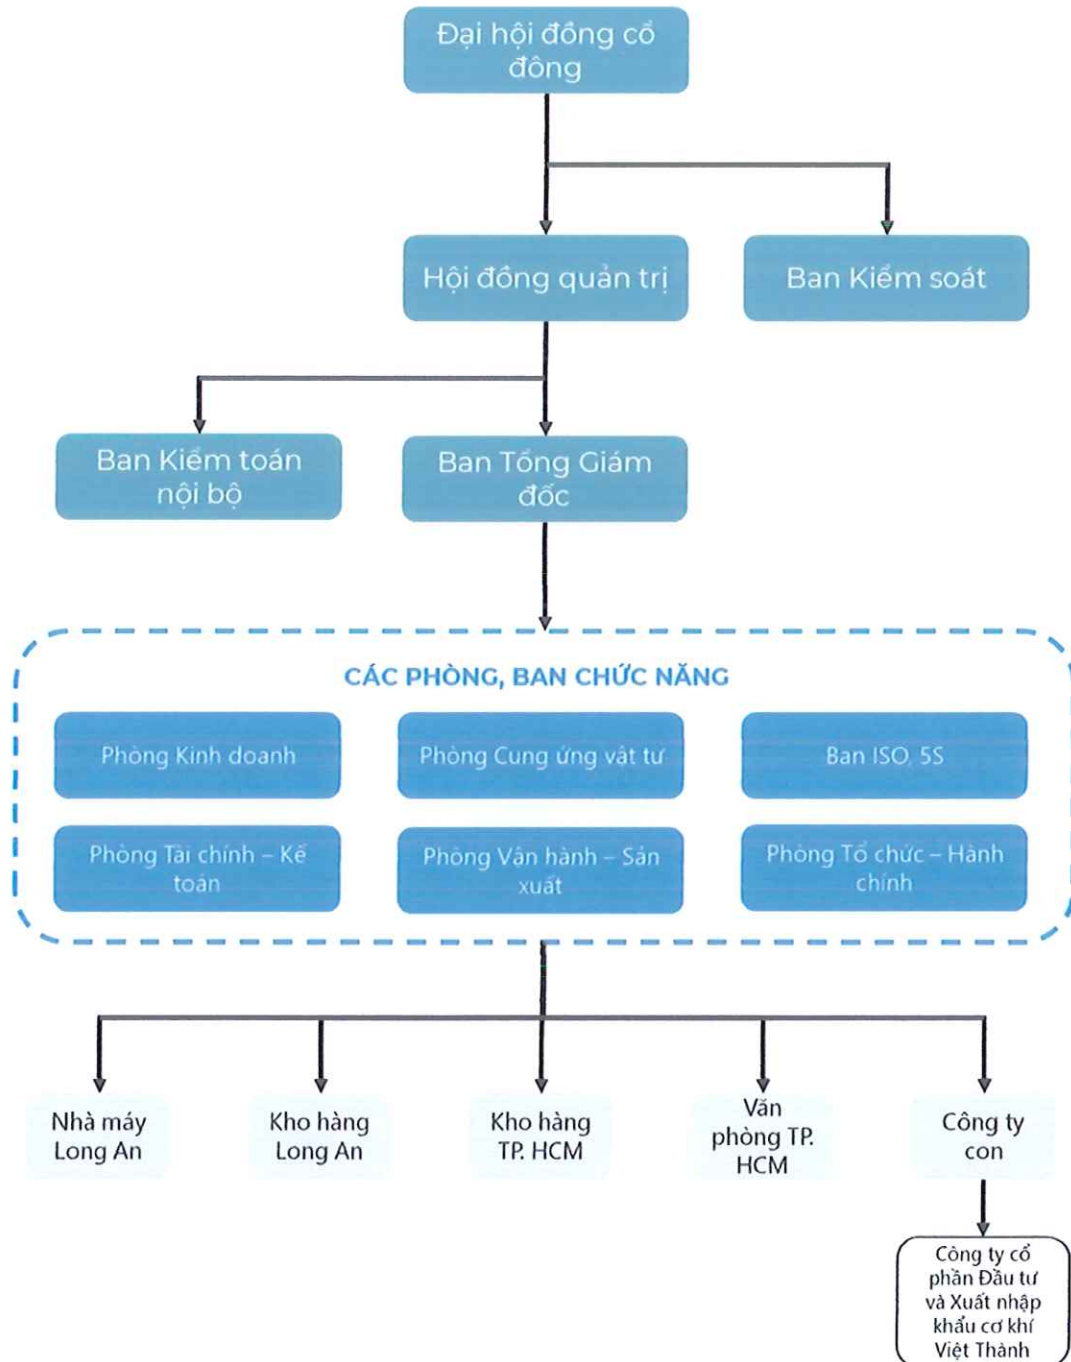 Đại hội đồng cổ
đông
Hội đồng quản trị
Ban Kiểm soát
Ban Kiểm toán
nội bộ
Ban Tổng Giám
đốc
CÁC PHÒNG, BAN CHỨC NĂNG
Phòng Kinh doanh
Phòng Cung ứng vật tư
Ban ISO, 5S
Phòng Tài chính – Kế
toán
Phòng Vận hành – Sản
xuất
Phòng Tổ chức – Hành
chính
Nhà máy
Long An
Kho hàng
Long An
Kho hàng
TP. HCM
Văn
phòng TP.
HCM
Công ty
con
Công ty cổ
phần Đầu tư
và Xuất nhập
khẩu cơ khí
Việt Thành